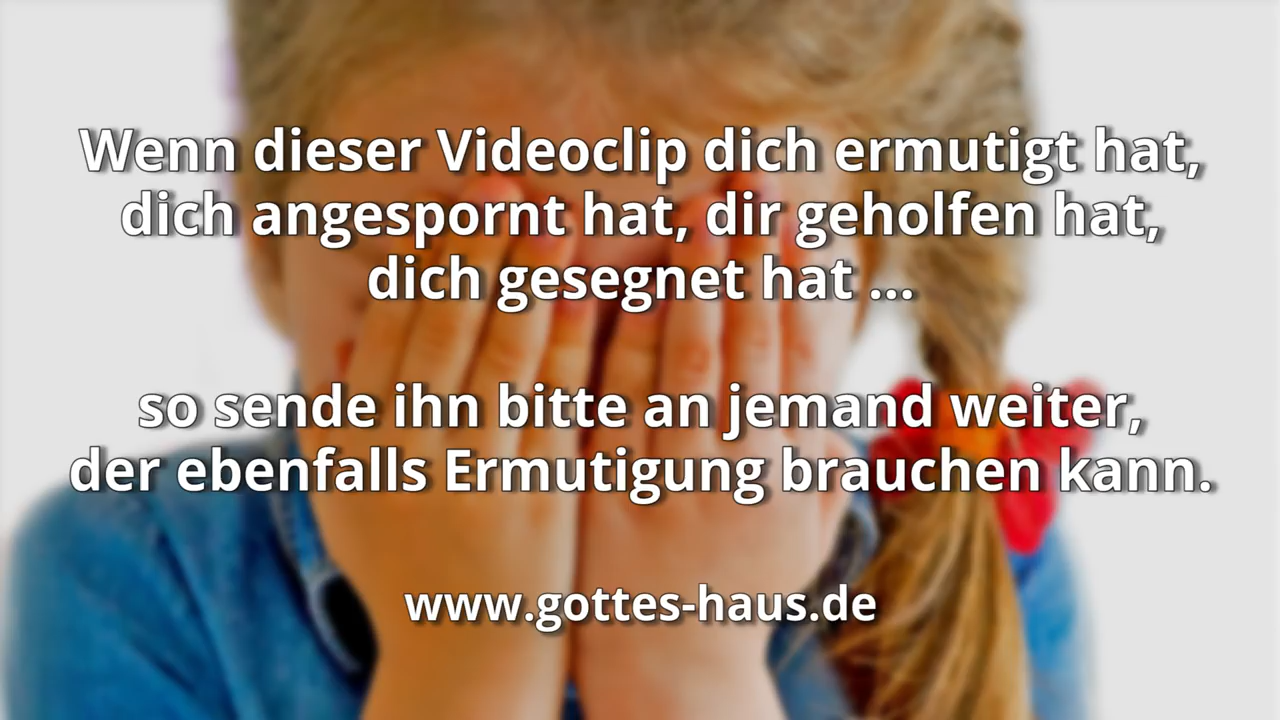 Wenn dieser Videoclip dich ermutigt hat,
dich angespornt hat, dir geholfen hat,
dich gesegnet hat ...
so sende ihn bitte an jemand weiter,
der ebenfalls Ermutigung brauchen kann.
www.gottes-haus.de